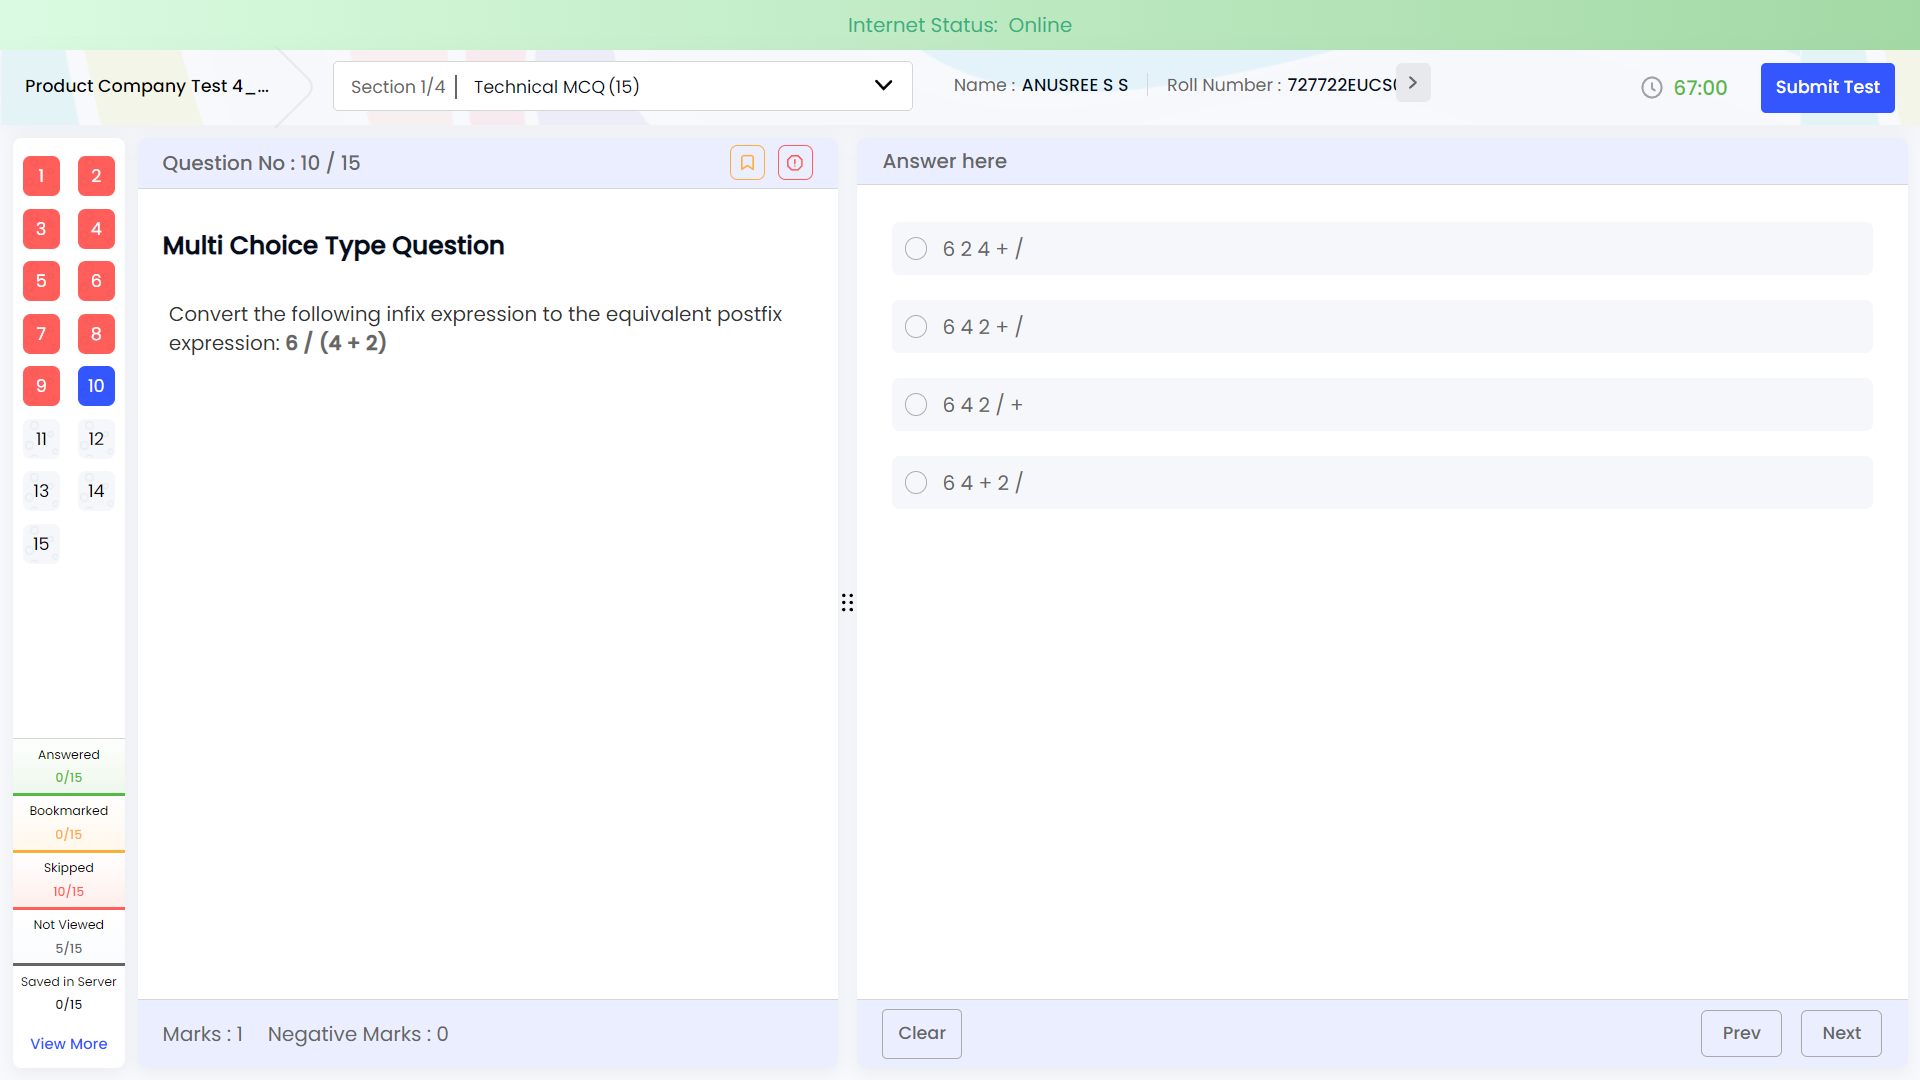 Internet Status: Online
Product Company Test 4_...
Section 1/4 | Technical MCQ (15)
Name : ANUSREE S S
Roll Number : 727722EUCS
67:00
Submit Test
1 2
3 4
5 6
7 8
9 10
11 12
13 14
15
Answered
0/15
Bookmarked
0/15
Skipped
10/15
Not Viewed
5/15
Saved in Server
0/15
View More
Question No : 10 / 15
Multi Choice Type Question
Convert the following infix expression to the equivalent postfix
expression: 6 / (4 + 2)
Marks : 1 Negative Marks : 0
Answer here
6 2 4 + /
6 4 2 + /
6 4 2 / +
6 4 + 2 /
Clear
Prev
Next